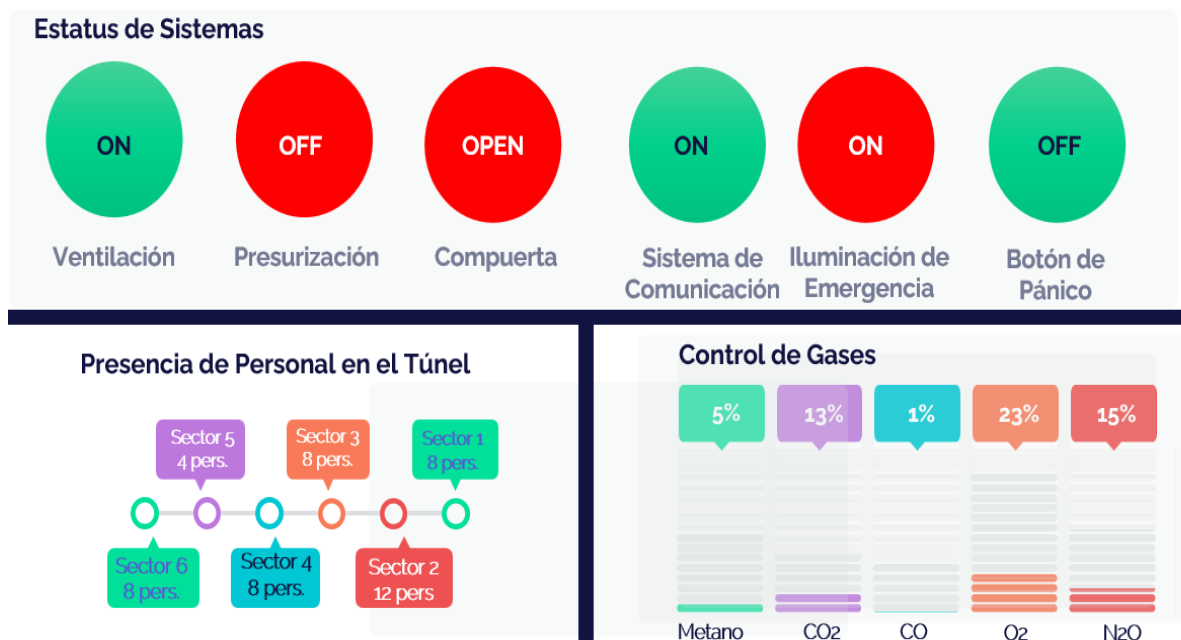 Estatus de Sistemas
ON
OFF
OPEN
ON
ON
OFF
Ventilación
Presurización
Compuerta
Sistema de
Comunicación
Iluminación de
Emergencia
Botón de
Pánico
Presencia de Personal en el Túnel
Sector 5
4 pers.
Sector 3
8 pers.
Sector 1
8 pers.
Sector 6
8 pers.
Sector 4
8 pers.
Sector 2
12 pers
Control de Gases
5%
13%
1%
23%
15%
Metano
CO2
CO
O2
N2O